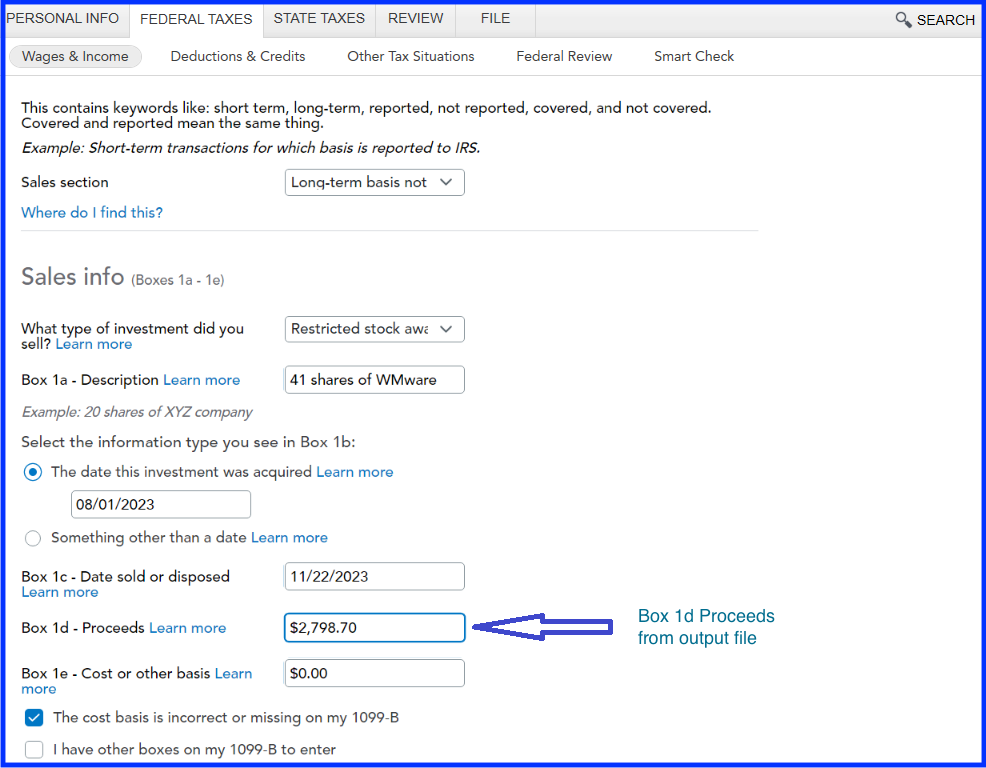 PERSONAL INFO FEDERAL TAXES STATE TAXES REVIEW FILE SEARCH
Wages & Income Deductions & Credits Other Tax Situations Federal Review Smart Check
This contains keywords like: short term, long-term, reported, not reported, covered, and not covered.
Covered and reported mean the same thing.
Example: Short-term transactions for which basis is reported to IRS.
Sales section Long-term basis not
Where do I find this?
Sales info (Boxes 1a - 1e)
What type of investment did you
sell? Learn more
Restricted stock awa
Box 1a - Description Learn more 41 shares of WMware
Example: 20 shares of XYZ company
Select the information type you see in Box 1b:
The date this investment was acquired Learn more
08/01/2023
Something other than a date Learn more
Box 1c - Date sold or disposed
Learn more
11/22/2023
Box 1d - Proceeds Learn more $2,798.70
Box 1d Proceeds
from output file
Box 1e - Cost or other basis Learn
more
$0.00
The cost basis is incorrect or missing on my 1099-B
I have other boxes on my 1099-B to enter